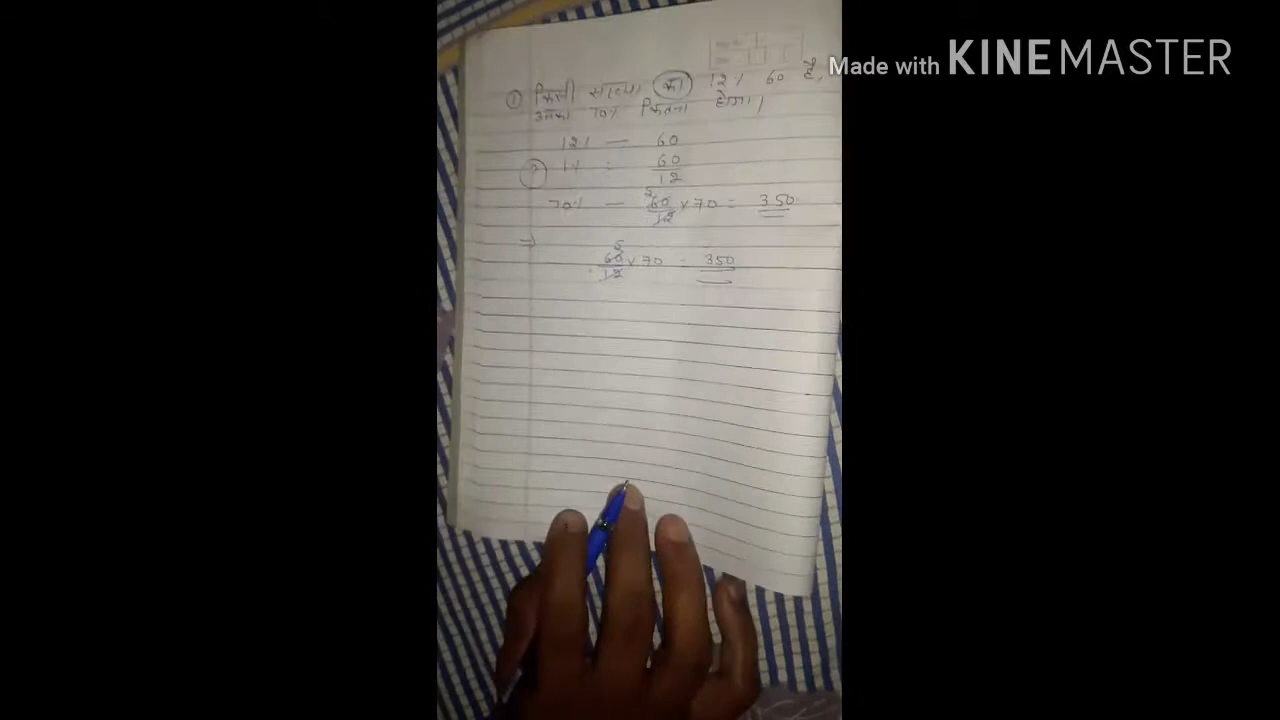 Made with KINEMASTER
① किसी संख्या का 12% 60 है,
उसका 70% कितना होगा।
12% — 60
1% = 60/12
70% — 60/12 × 70 = 350
⇒ 60/12 × 70 = 350